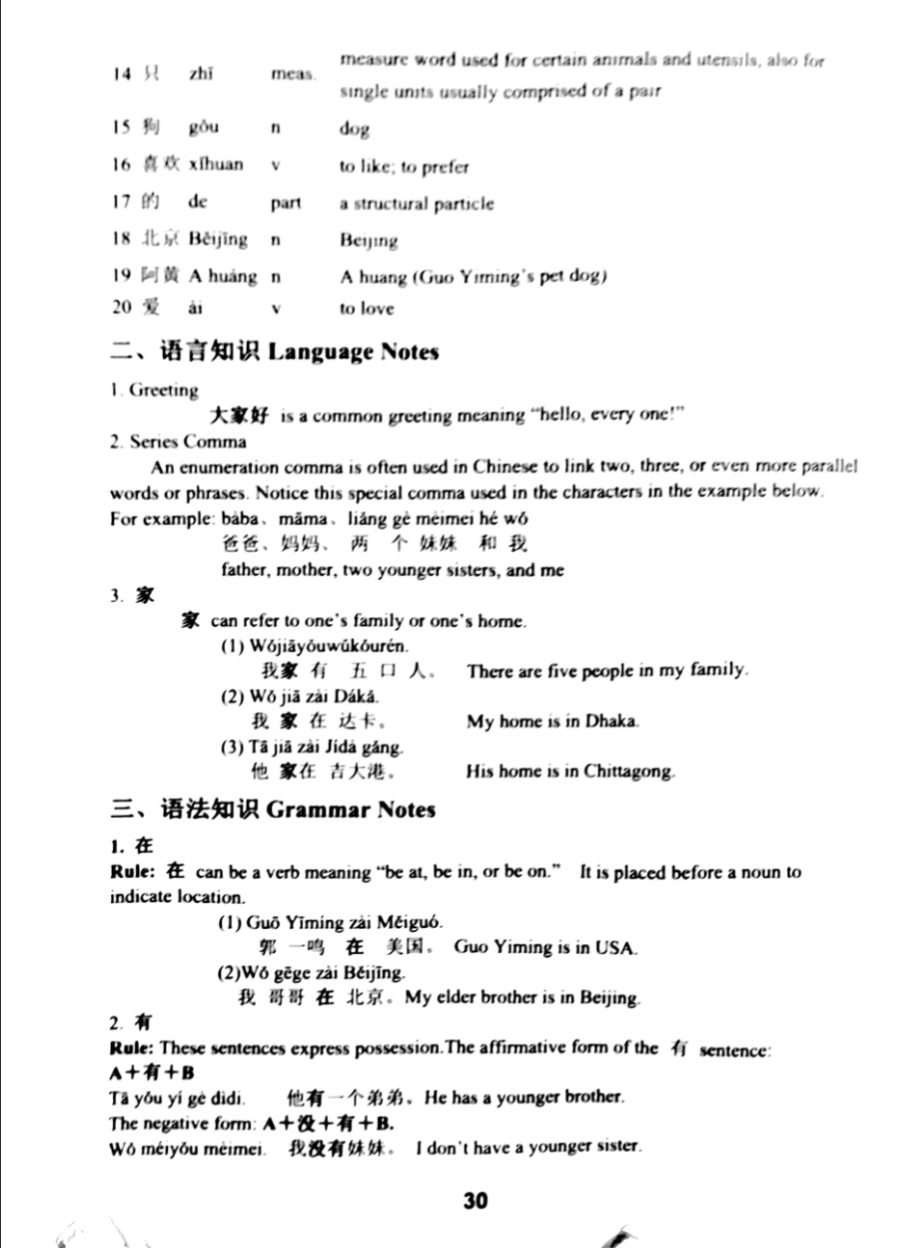 14 只 zhī meas. measure word used for certain animals and utensils, also for
single units usually comprised of a pair
15 狗 gǒu n dog
16 喜欢 xǐhuan v to like; to prefer
17 的 de part a structural particle
18 北京 Běijīng n Beijing
19 阿黄 A huáng n A huang (Guo Yiming's pet dog)
20 爱 ài v to love
二、语言知识 Language Notes
1. Greeting
大家好 is a common greeting meaning “hello, every one!”
2. Series Comma
An enumeration comma is often used in Chinese to link two, three, or even more parallel
words or phrases. Notice this special comma used in the characters in the example below.
For example: bàba、māma、liǎng gè mèimei hé wǒ
爸爸、妈妈、 两 个 妹妹 和 我
father, mother, two younger sisters, and me
3. 家
家 can refer to one's family or one's home.
(1) Wǒjiāyǒuwǔkǒurén.
我家 有 五 口 人。 There are five people in my family.
(2) Wǒ jiā zài Dákǎ.
我 家 在 达卡。 My home is in Dhaka.
(3) Tā jiā zài Jídà gǎng.
他 家在 吉大港。 His home is in Chittagong.
三、语法知识 Grammar Notes
1. 在
Rule: 在 can be a verb meaning “be at, be in, or be on.” It is placed before a noun to
indicate location.
(1) Guō Yīmíng zài Měiguó.
郭 一鸣 在 美国。 Guo Yiming is in USA.
(2)Wǒ gēge zài Běijīng.
我 哥哥 在 北京。My elder brother is in Beijing.
2. 有
Rule: These sentences express possession.The affirmative form of the 有 sentence:
A＋有＋B
Tā yǒu yí gè dìdi. 他有一个弟弟。He has a younger brother.
The negative form: A＋没＋有＋B.
Wǒ méiyǒu mèimei. 我没有妹妹。 I don't have a younger sister.
30